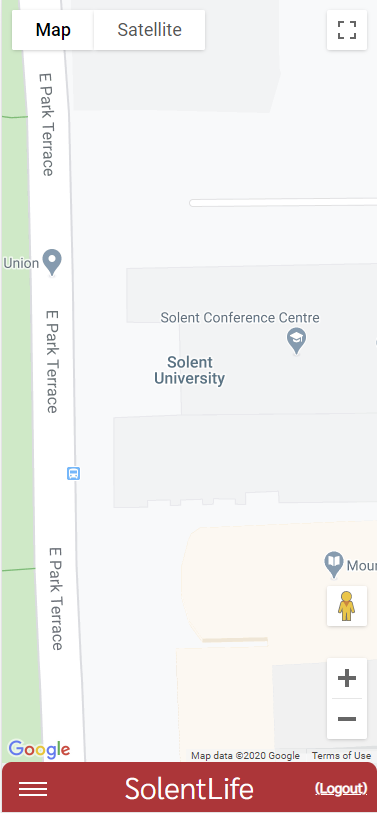 Map
Satellite
E Park Terrace
Union
E Park Terrace
Solent Conference Centre
Solent
University
E Park Terrace
Google
Map data ©2020 Google
Terms of Use
SolentLife
(Logout)